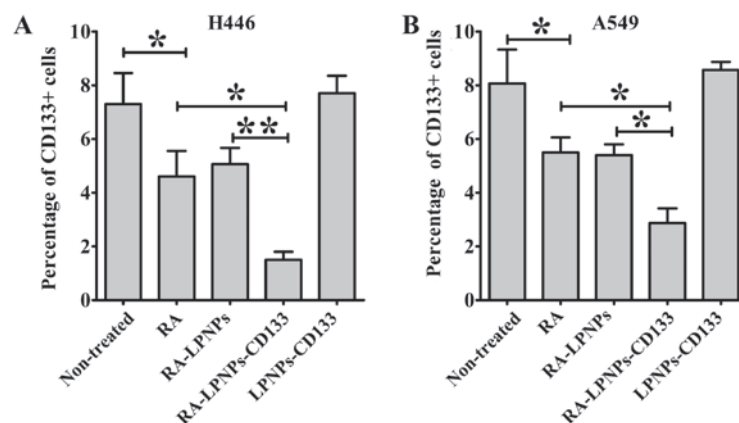 A
H446
Percentage of CD133+ cells
10
8
6
4
2
0
*
*
**
Non-treated
RA
RA-LPNPs
RA-LPNPs-CD133
LPNPs-CD133
B
A549
Percentage of CD133+ cells
10
8
6
4
2
0
*
*
*
Non-treated
RA
RA-LPNPs
RA-LPNPs-CD133
LPNPs-CD133